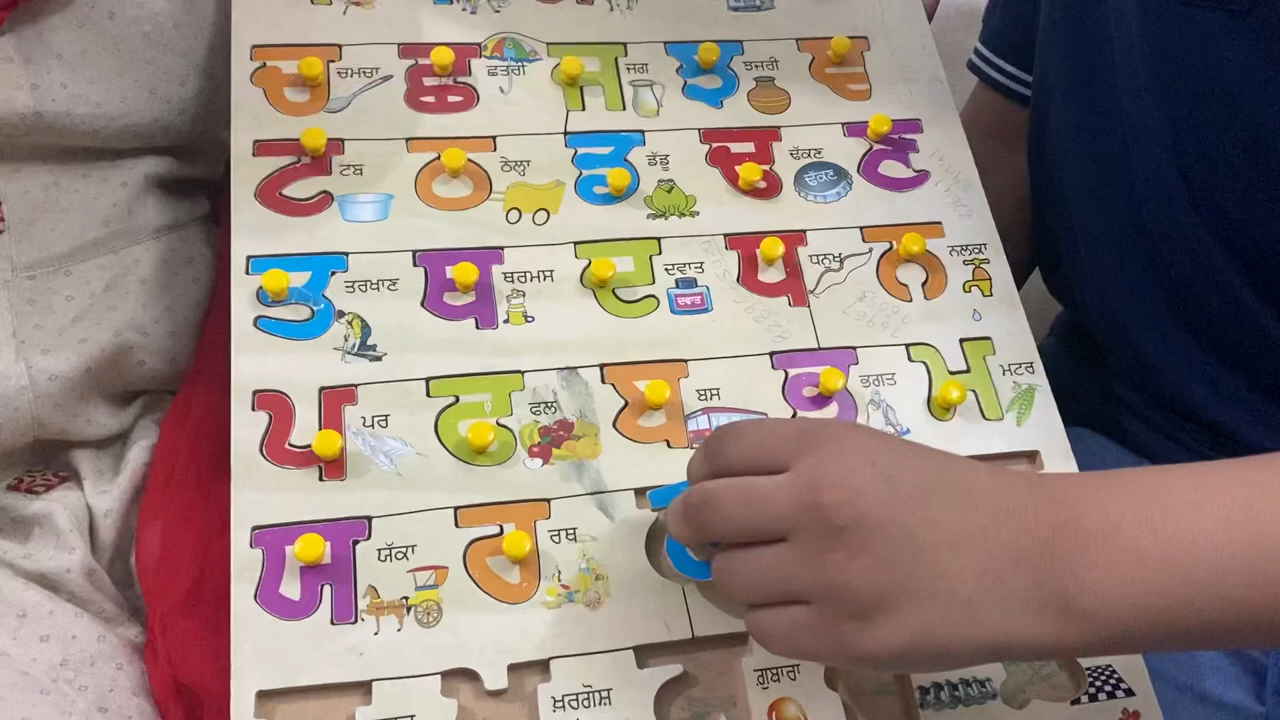 ਚ ਚਮਚਾ ਛ ਛਤਰੀ ਜ ਜਗ ਝ ਝਜਰੀ ਞ
ਟ ਟਬ ਠ ਠੇਲ੍ਹਾ ਡ ਡੱਡੂ ਢ ਢੱਕਣ ਢੱਕਣ ਣ
ਤ ਤਰਖਾਣ ਥ ਥਰਮਸ ਦ ਦਵਾਤ ਦਵਾਤ ਧ ਧਨੁਖ ਨ ਨਲਕਾ
ਪ ਪਰ ਫ ਫਲ ਬ ਬਸ ਭ ਭਗਤ ਮ ਮਟਰ
ਯ ਯੱਕਾ ਰ ਰਥ
ਖ਼ਰਗੋਸ਼ ਗ਼ੁਬਾਰਾ